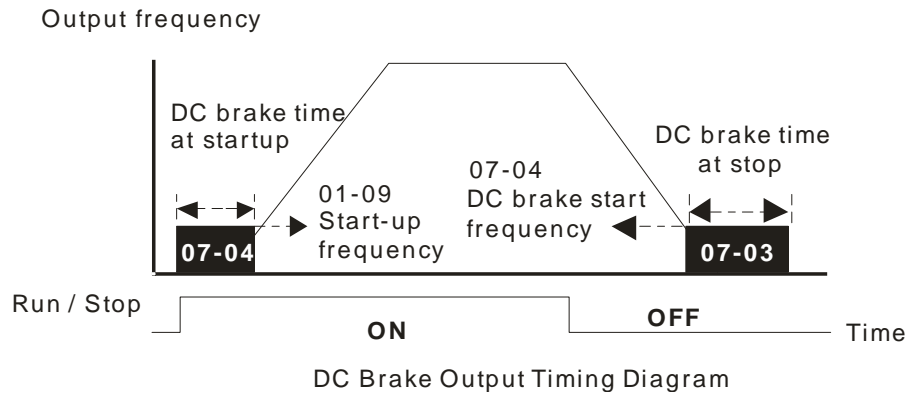 Output frequency
DC brake time
at startup
DC brake time
at stop
01-09
Start-up
frequency
07-04
DC brake start
frequency
07-04
07-03
Run / Stop
ON
OFF
Time
DC Brake Output Timing Diagram